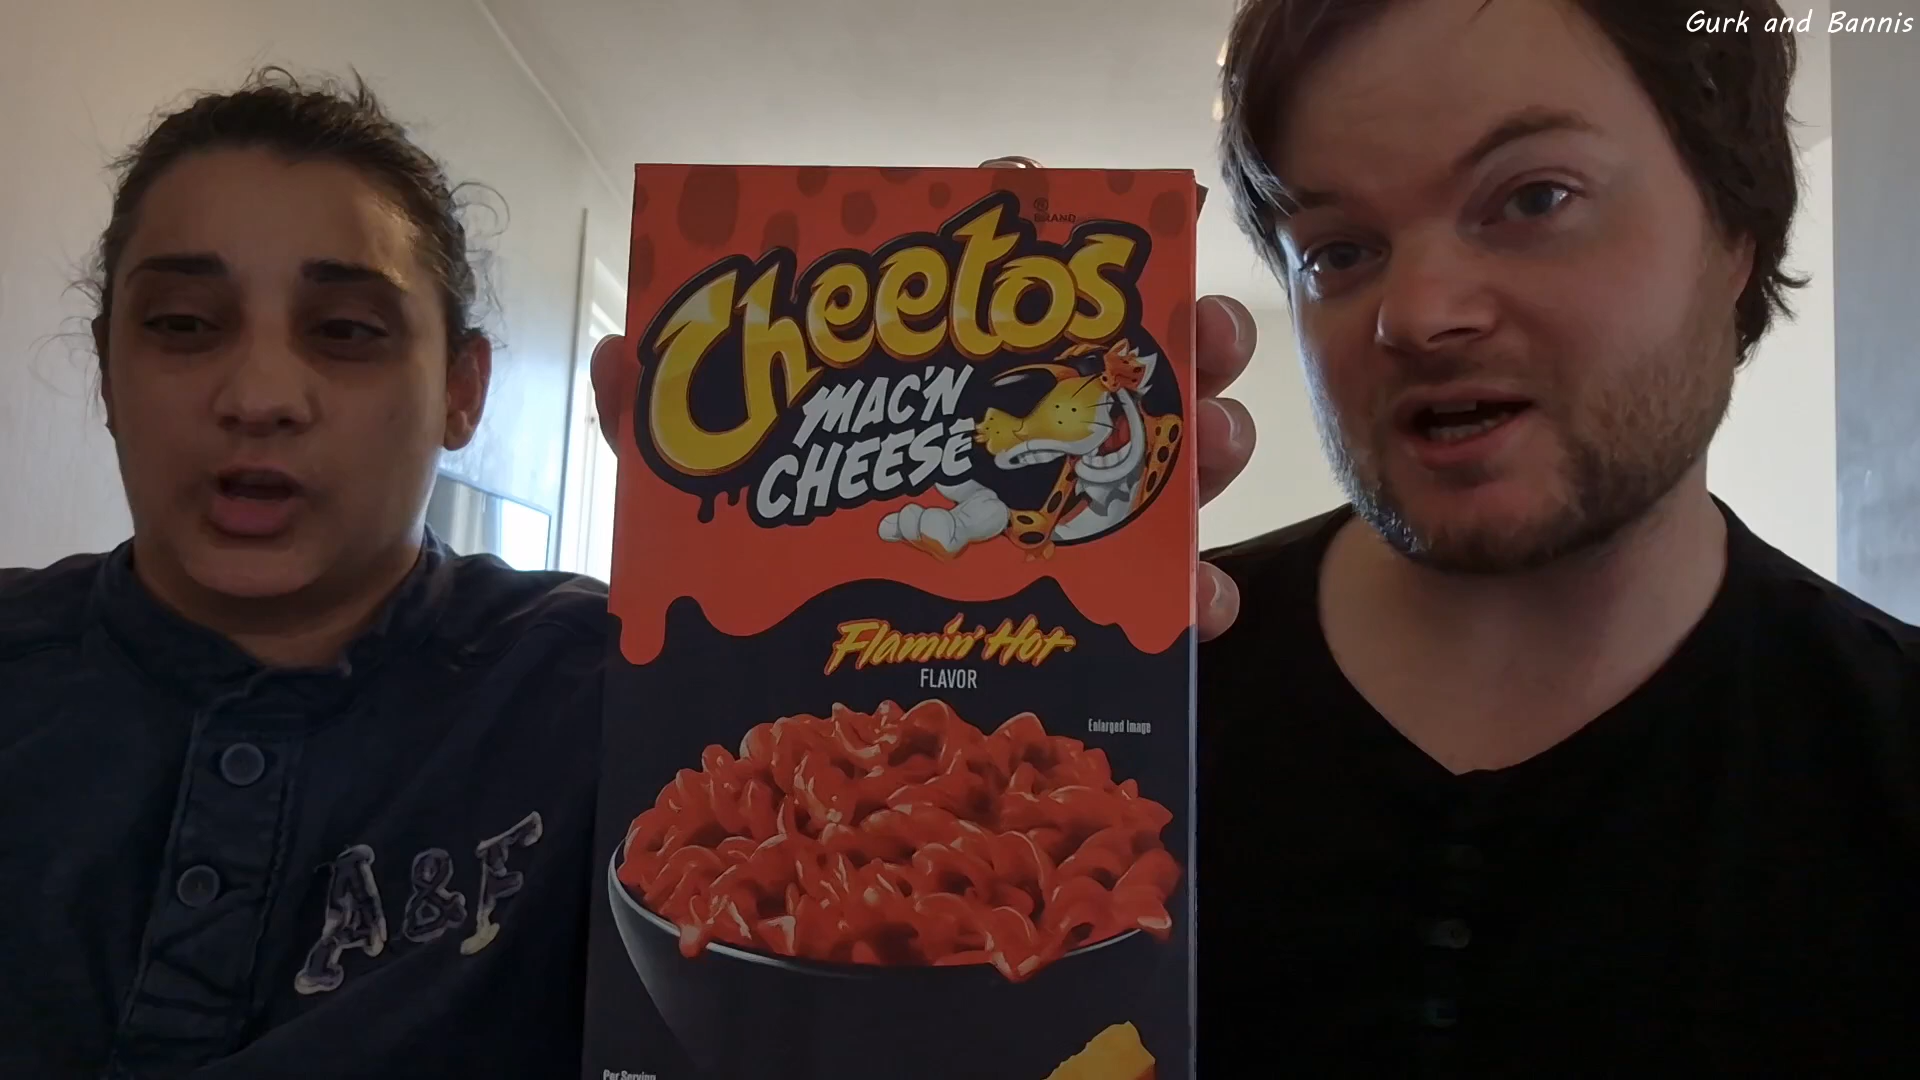 Gurk and Bannis
BRAND
Cheetos
MAC'N
CHEESE
Flamin' Hot
FLAVOR
Enlarged Image
A&F
Per Serving